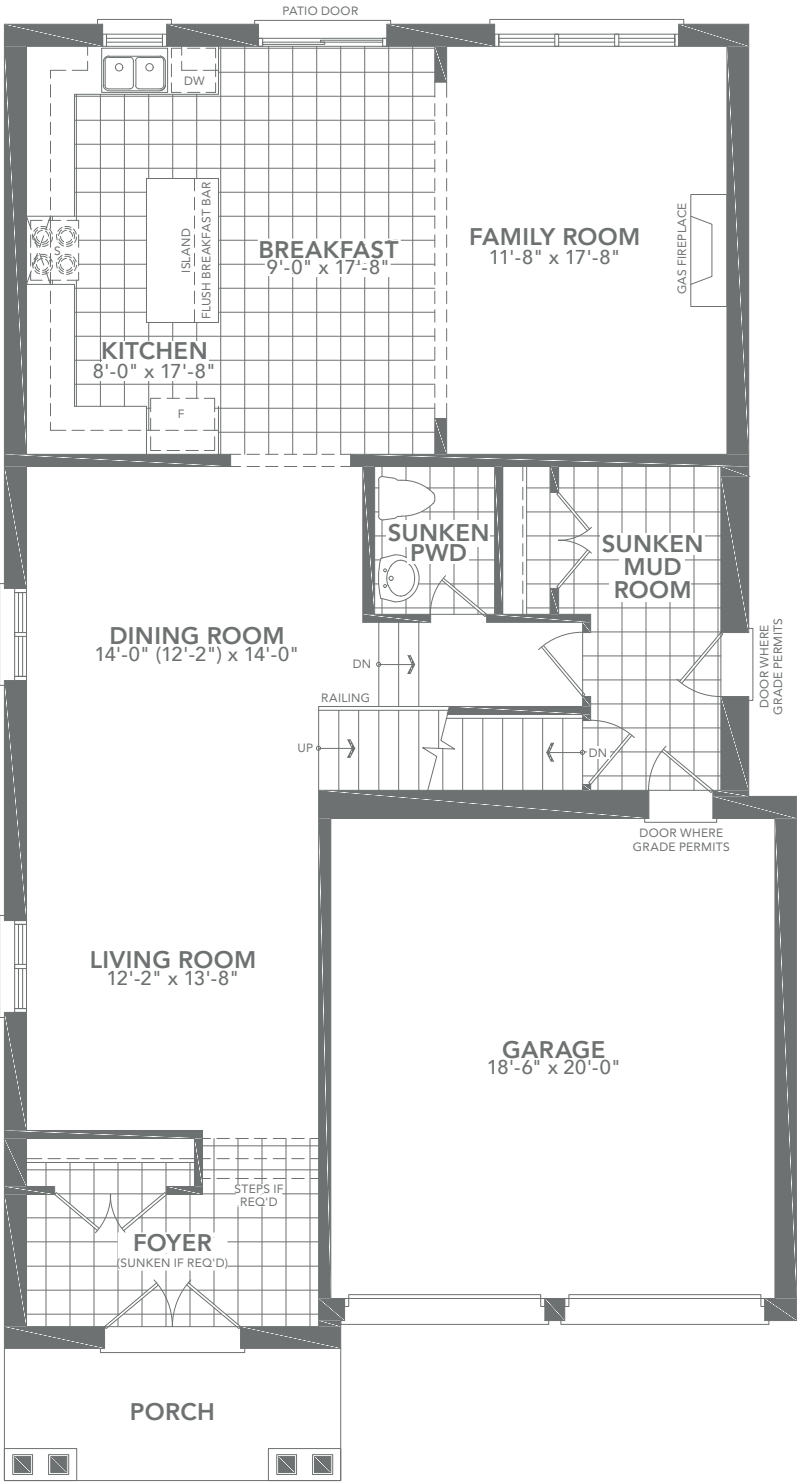 PATIO DOOR
DW
FAMILY ROOM
11'-8" x 17'-8"
BREAKFAST
9'-0" x 17'-8"
ISLAND
FLUSH BREAKFAST BAR
GAS FIREPLACE
S
KITCHEN
8'-0" x 17'-8"
F
SUNKEN
PWD
SUNKEN
MUD
ROOM
DINING ROOM
14'-0" (12'-2") x 14'-0"
DN
DOOR WHERE
GRADE PERMITS
RAILING
UP
DN
DOOR WHERE
GRADE PERMITS
LIVING ROOM
12'-2" x 13'-8"
GARAGE
18'-6" x 20'-0"
STEPS IF
REQ'D
FOYER
(SUNKEN IF REQ'D)
PORCH